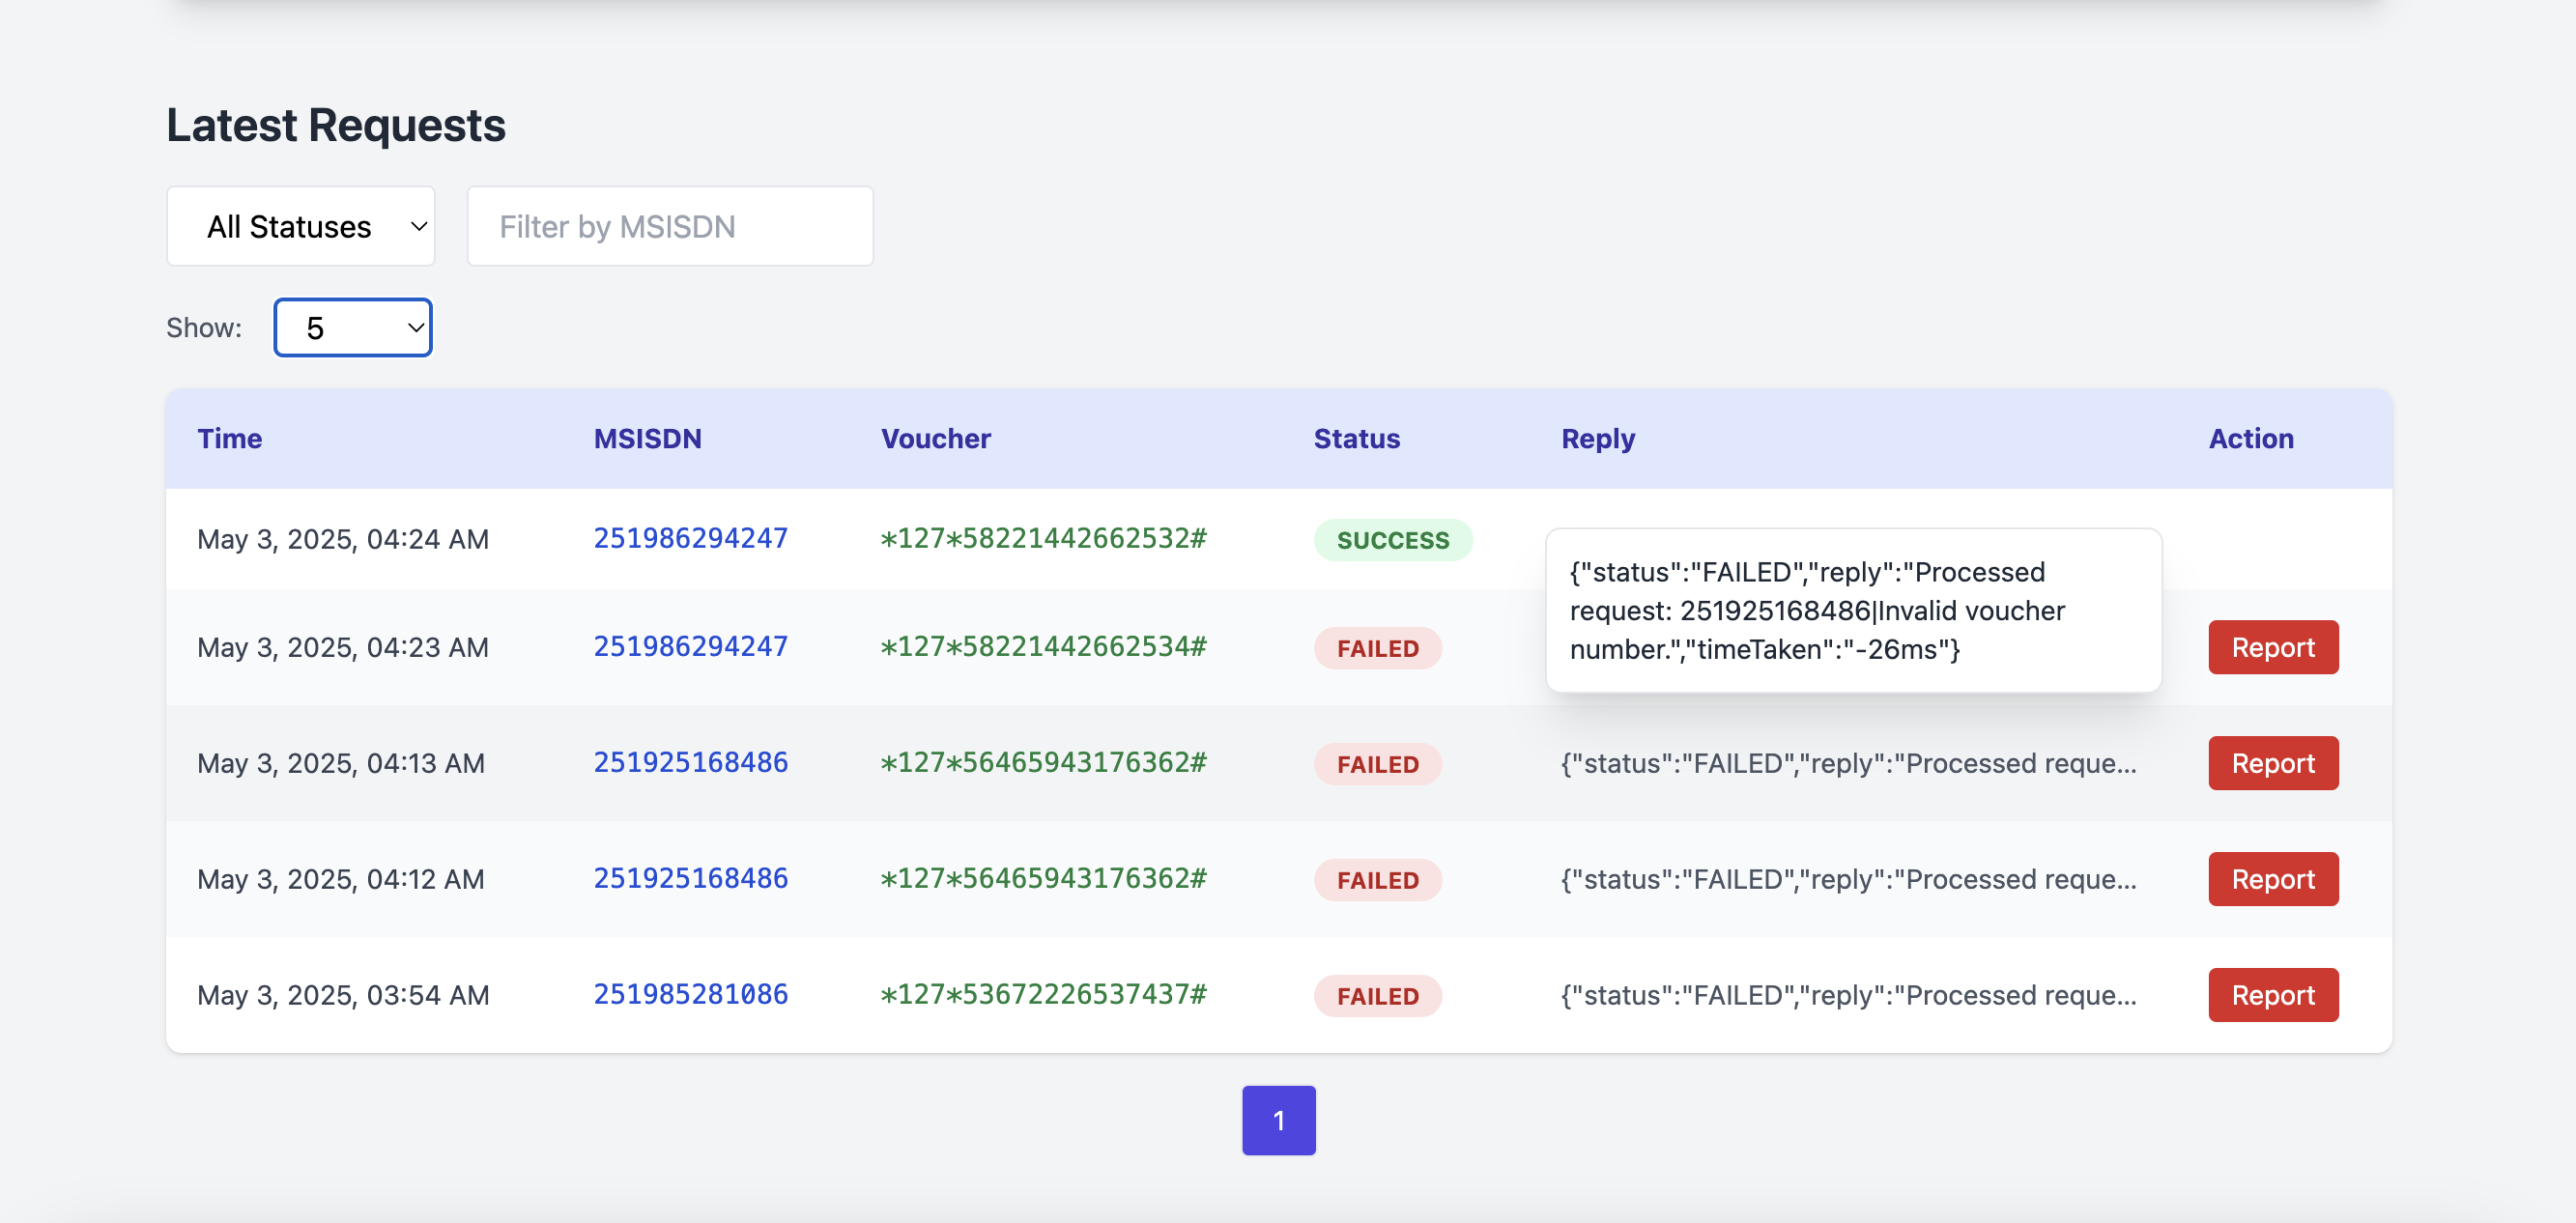 Latest Requests
All Statuses
Filter by MSISDN
Show: 5
Time MSISDN Voucher Status Reply Action
May 3, 2025, 04:24 AM 251986294247 *127*58221442662532# SUCCESS
{"status":"FAILED","reply":"Processed
request: 251925168486|Invalid voucher
number.","timeTaken":"-26ms"}
May 3, 2025, 04:23 AM 251986294247 *127*58221442662534# FAILED Report
May 3, 2025, 04:13 AM 251925168486 *127*56465943176362# FAILED {"status":"FAILED","reply":"Processed reque... Report
May 3, 2025, 04:12 AM 251925168486 *127*56465943176362# FAILED {"status":"FAILED","reply":"Processed reque... Report
May 3, 2025, 03:54 AM 251985281086 *127*53672226537437# FAILED {"status":"FAILED","reply":"Processed reque... Report
1